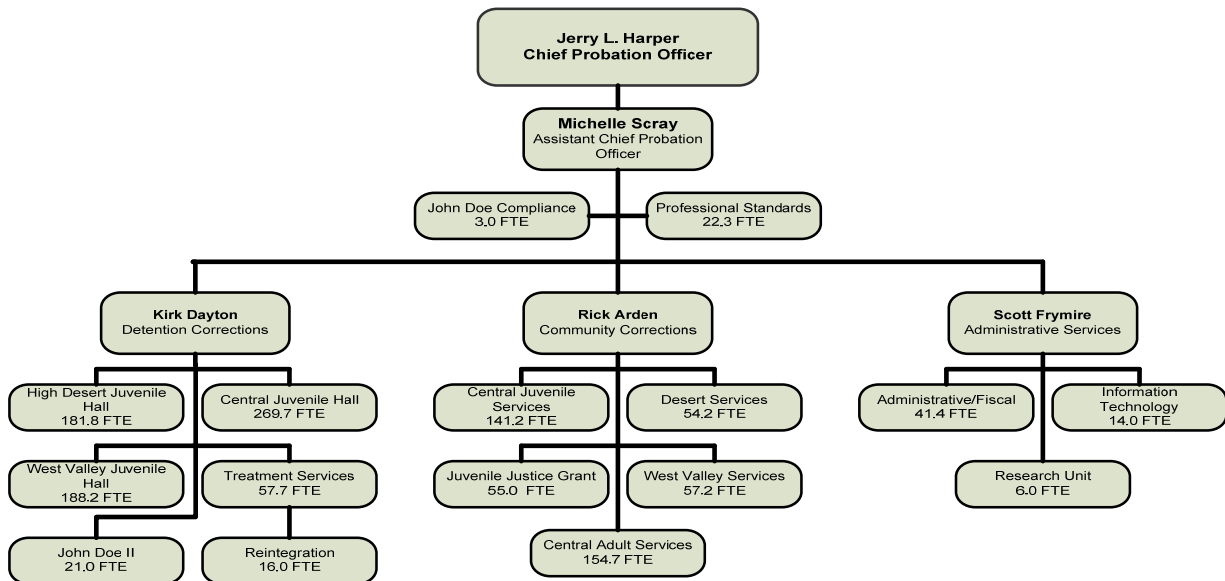 Jerry L. Harper
Chief Probation Officer
Michelle Scray
Assistant Chief Probation
Officer
John Doe Compliance
3.0 FTE
Professional Standards
22.3 FTE
Kirk Dayton
Detention Corrections
Rick Arden
Community Corrections
Scott Frymire
Administrative Services
High Desert Juvenile
Hall
181.8 FTE
Central Juvenile Hall
269.7 FTE
Central Juvenile
Services
141.2 FTE
Desert Services
54.2 FTE
Administrative/Fiscal
41.4 FTE
Information
Technology
14.0 FTE
West Valley Juvenile
Hall
188.2 FTE
Treatment Services
57.7 FTE
Juvenile Justice Grant
55.0 FTE
West Valley Services
57.2 FTE
Research Unit
6.0 FTE
John Doe II
21.0 FTE
Reintegration
16.0 FTE
Central Adult Services
154.7 FTE